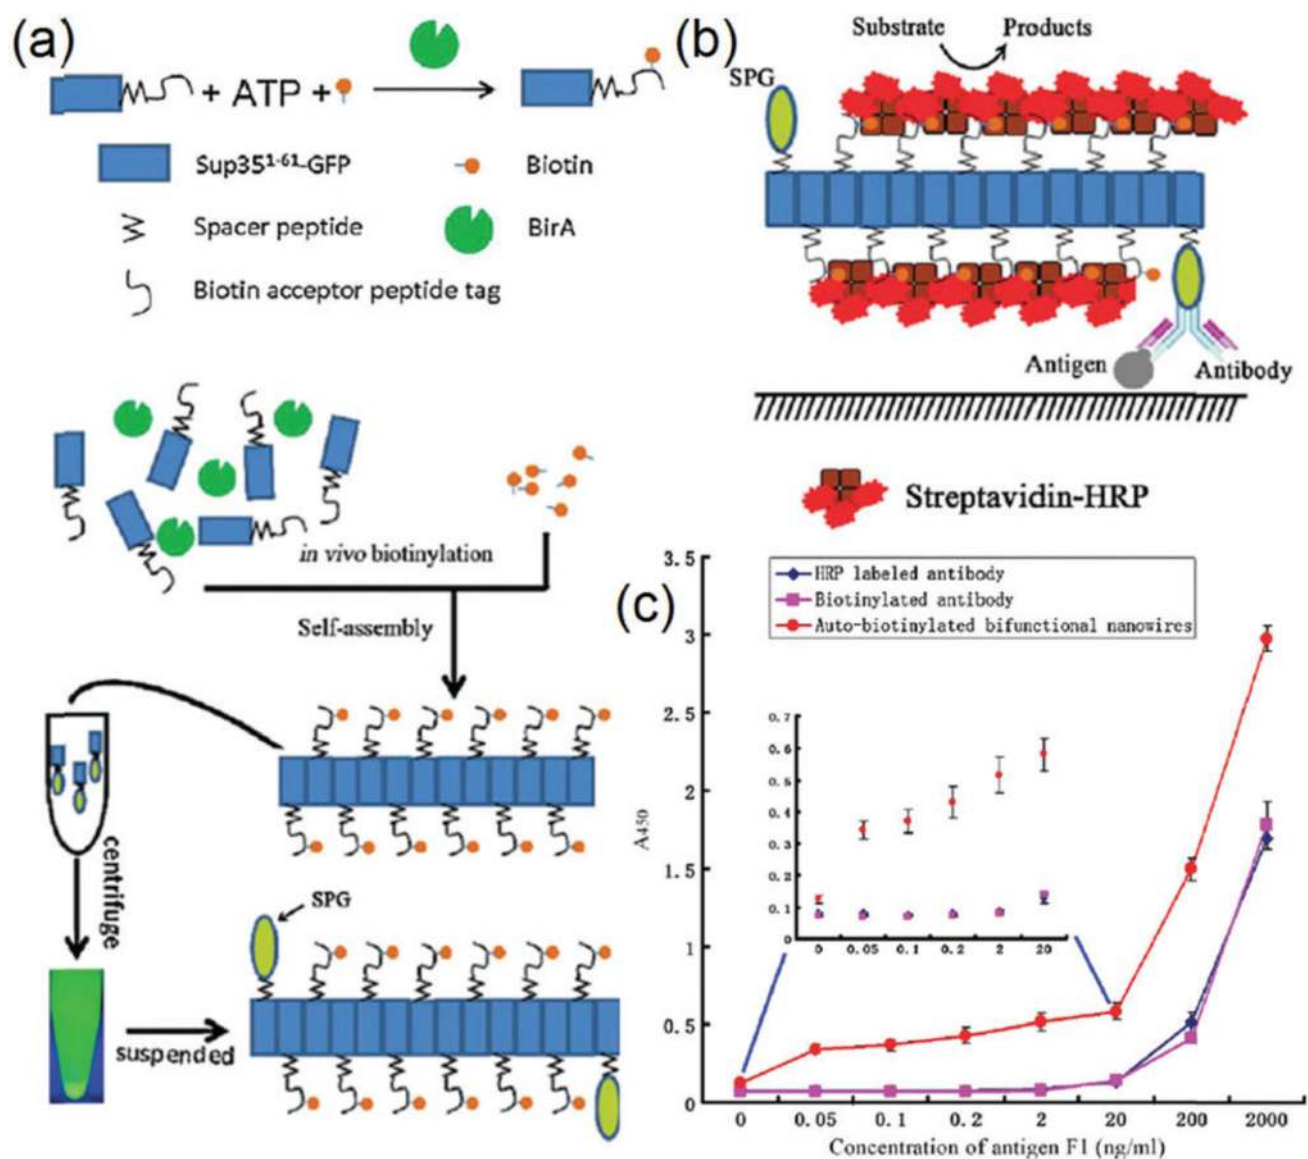 (a)
+ ATP +
Sup35¹⁻⁶¹-GFP
Biotin
Spacer peptide
BirA
Biotin acceptor peptide tag
in vivo biotinylation
Self-assembly
centrifuge
SPG
suspended
(b)
Substrate
Products
SPG
Antigen
Antibody
Streptavidin-HRP
(c)
HRP labeled antibody
Biotinylated antibody
Auto-biotinylated bifunctional nanowires
3.5
3
2.5
2
1.5
1
0.5
0
A450
0.7
0.6
0.5
0.4
0.3
0.2
0.1
0
0 0.05 0.1 0.2 2 20
0 0.05 0.1 0.2 2 20 200 2000
Concentration of antigen F1 (ng/ml)